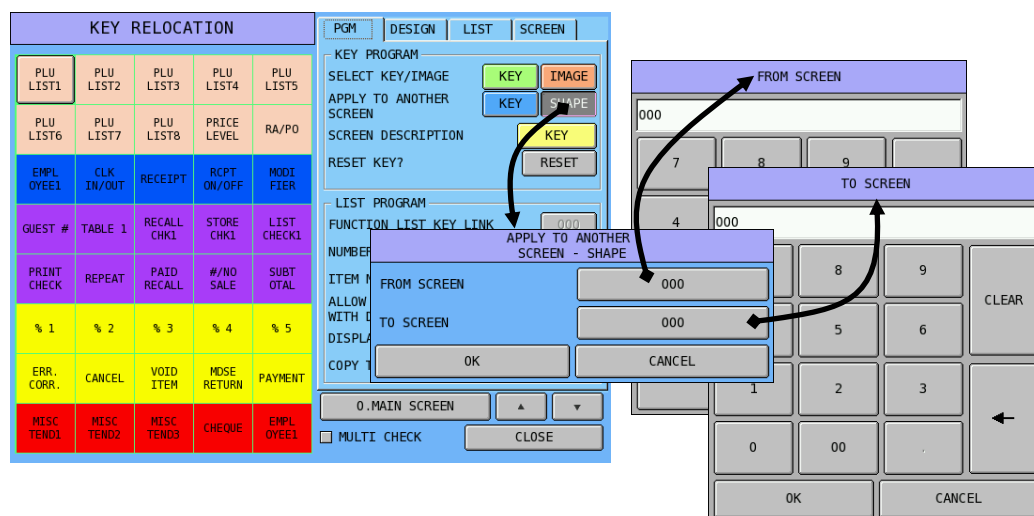 KEY RELOCATION
PLU LIST1
PLU LIST2
PLU LIST3
PLU LIST4
PLU LIST5
PLU LIST6
PLU LIST7
PLU LIST8
PRICE LEVEL
RA/PO
EMPL OYEE1
CLK IN/OUT
RECEIPT
RCPT ON/OFF
MODI FIER
GUEST #
TABLE 1
RECALL CHK1
STORE CHK1
LIST CHECK1
PRINT CHECK
REPEAT
PAID RECALL
#/NO SALE
SUBT OTAL
% 1
% 2
% 3
% 4
% 5
ERR. CORR.
CANCEL
VOID ITEM
MDSE RETURN
PAYMENT
MISC TEND1
MISC TEND2
MISC TEND3
CHEQUE
EMPL OYEE1
PGM
DESIGN
LIST
SCREEN
KEY PROGRAM
SELECT KEY/IMAGE
KEY
IMAGE
APPLY TO ANOTHER
SCREEN
KEY
SHAPE
SCREEN DESCRIPTION
KEY
RESET KEY?
RESET
LIST PROGRAM
FUNCTION LIST KEY LINK
000
NUMBE
ITEM
ALLOW
WITH
DISPLA
COPY
0.MAIN SCREEN
▲
▼
MULTI CHECK
CLOSE
APPLY TO ANOTHER
SCREEN - SHAPE
FROM SCREEN
000
TO SCREEN
000
OK
CANCEL
FROM SCREEN
000
7
8
9
4
TO SCREEN
000
8
9
CLEAR
5
6
1
2
3
0
00
.
OK
CANCEL